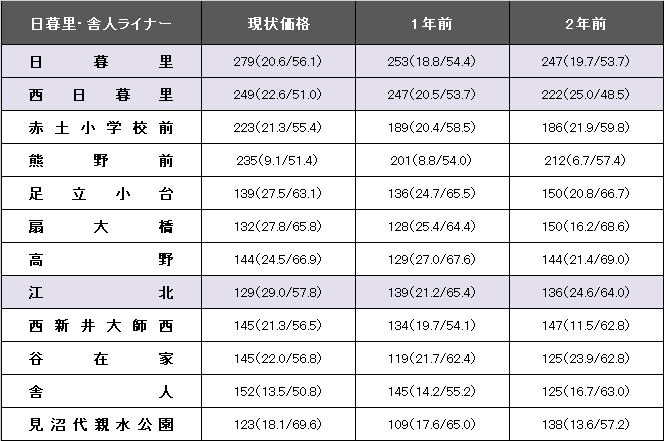 日暮里・舎人ライナー 現状価格 1年前 2年前
日暮里 279(20.6/56.1) 253(18.8/54.4) 247(19.7/53.7)
西日暮里 249(22.6/51.0) 247(20.5/53.7) 222(25.0/48.5)
赤土小学校前 223(21.3/55.4) 189(20.4/58.5) 186(21.9/59.8)
熊野前 235(9.1/51.4) 201(8.8/54.0) 212(6.7/57.4)
足立小台 139(27.5/63.1) 136(24.7/65.5) 150(20.8/66.7)
扇大橋 132(27.8/65.8) 128(25.4/64.4) 150(16.2/68.6)
高野 144(24.5/66.9) 129(27.0/67.6) 144(21.4/69.0)
江北 129(29.0/57.8) 139(21.2/65.4) 136(24.6/64.0)
西新井大師西 145(21.3/56.5) 134(19.7/54.1) 147(11.5/62.8)
谷在家 145(22.0/56.8) 119(21.7/62.4) 125(23.9/62.8)
舎人 152(13.5/50.8) 145(14.2/55.2) 125(16.7/63.0)
見沼代親水公園 123(18.1/69.6) 109(17.6/65.0) 138(13.6/57.2)